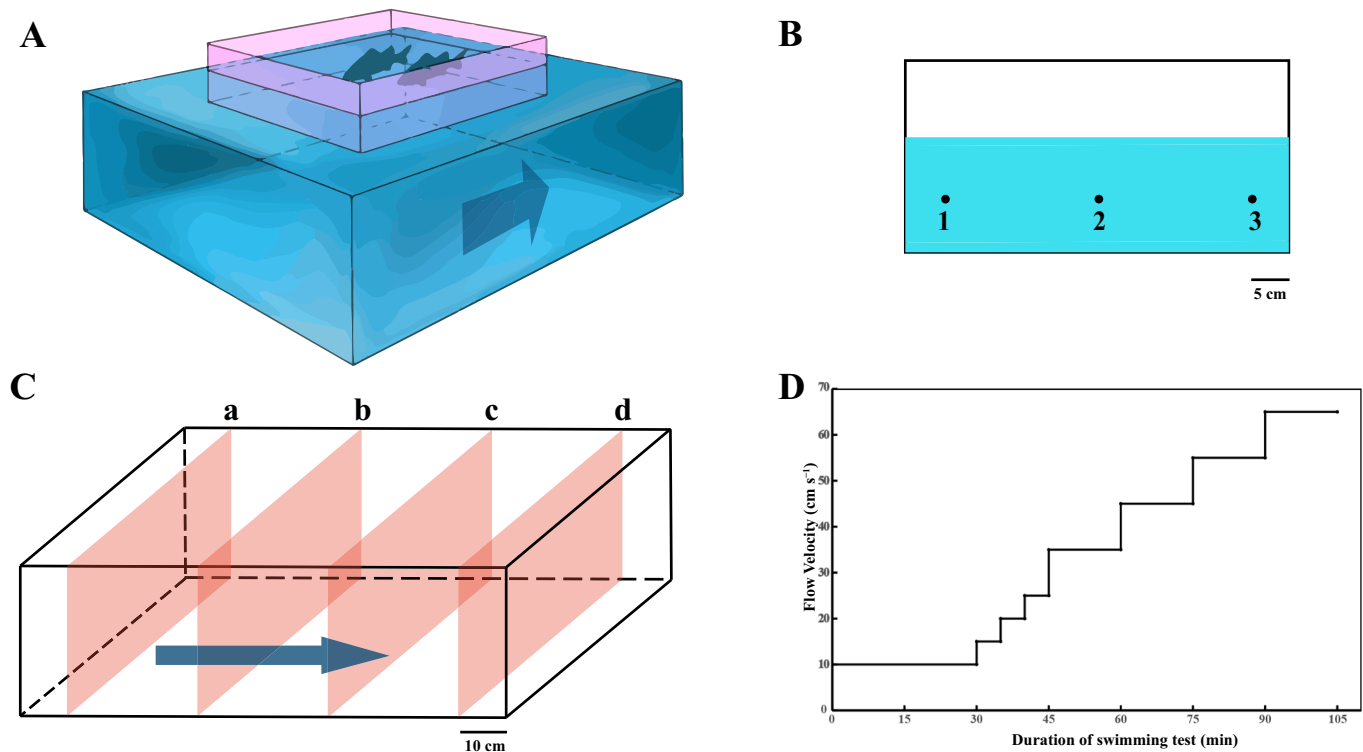 A
B
1 2 3
5 cm
C
a b c d
10 cm
D
70
60
50
40
30
20
10
0
Flow Velocity (cm s⁻¹)
0 15 30 45 60 75 90 105
Duration of swimming test (min)